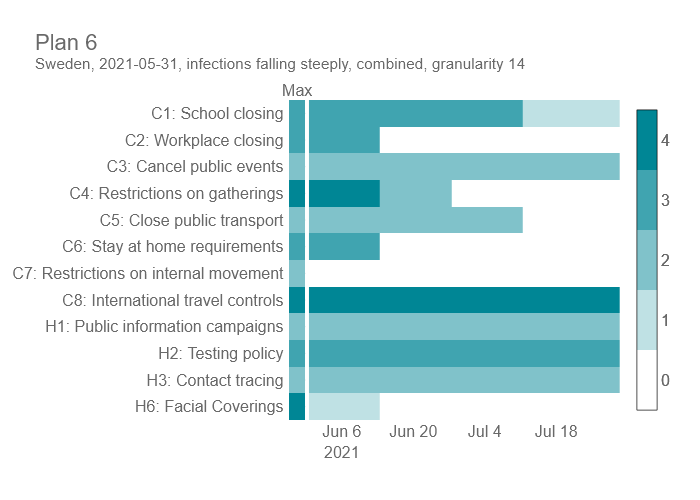 Plan 6
Sweden, 2021-05-31, infections falling steeply, combined, granularity 14
Max
C1: School closing
C2: Workplace closing
C3: Cancel public events
C4: Restrictions on gatherings
C5: Close public transport
C6: Stay at home requirements
C7: Restrictions on internal movement
C8: International travel controls
H1: Public information campaigns
H2: Testing policy
H3: Contact tracing
H6: Facial Coverings
Jun 6 Jun 20 Jul 4 Jul 18
2021
4
3
2
1
0